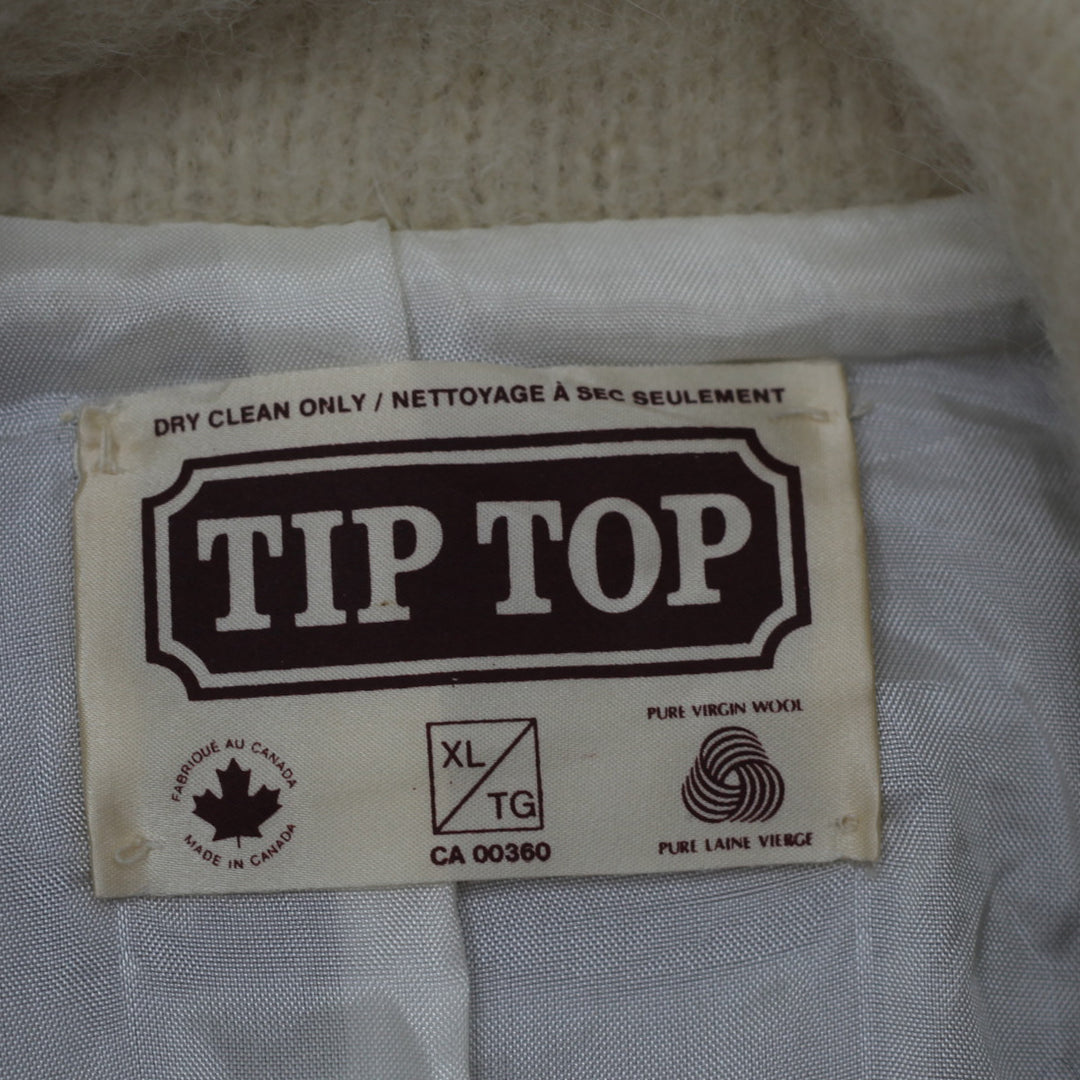 DRY CLEAN ONLY / NETTOYAGE À SEC SEULEMENT
TIP TOP
FABRIQUÉ AU CANADA
MADE IN CANADA
XL/TG
CA 00360
PURE VIRGIN WOOL
PURE LAINE VIERGE